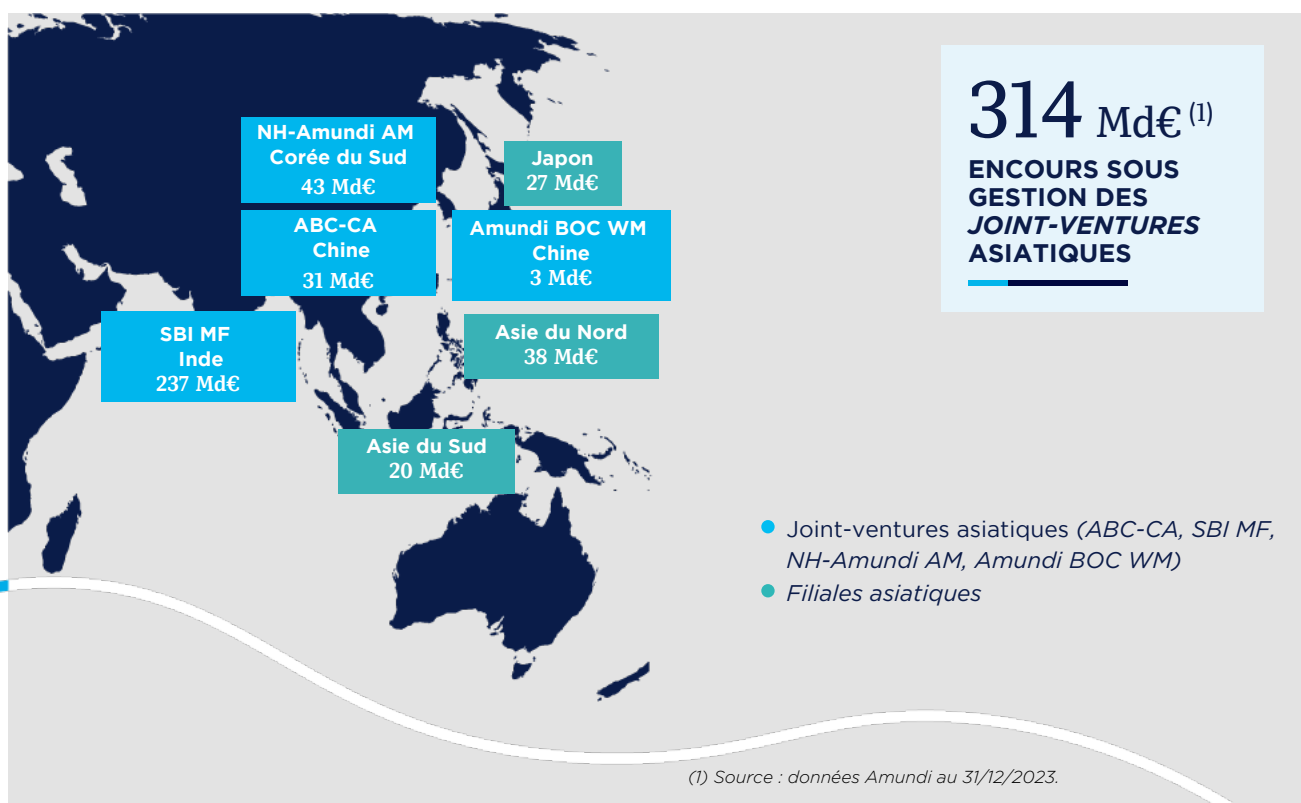 314 Md€ (1)
ENCOURS SOUS
GESTION DES
JOINT-VENTURES
ASIATIQUES
NH-Amundi AM
Corée du Sud
43 Md€
Japon
27 Md€
ABC-CA
Chine
31 Md€
Amundi BOC WM
Chine
3 Md€
SBI MF
Inde
237 Md€
Asie du Nord
38 Md€
Asie du Sud
20 Md€
Joint-ventures asiatiques (ABC-CA, SBI MF,
NH-Amundi AM, Amundi BOC WM)
Filiales asiatiques
(1) Source : données Amundi au 31/12/2023.